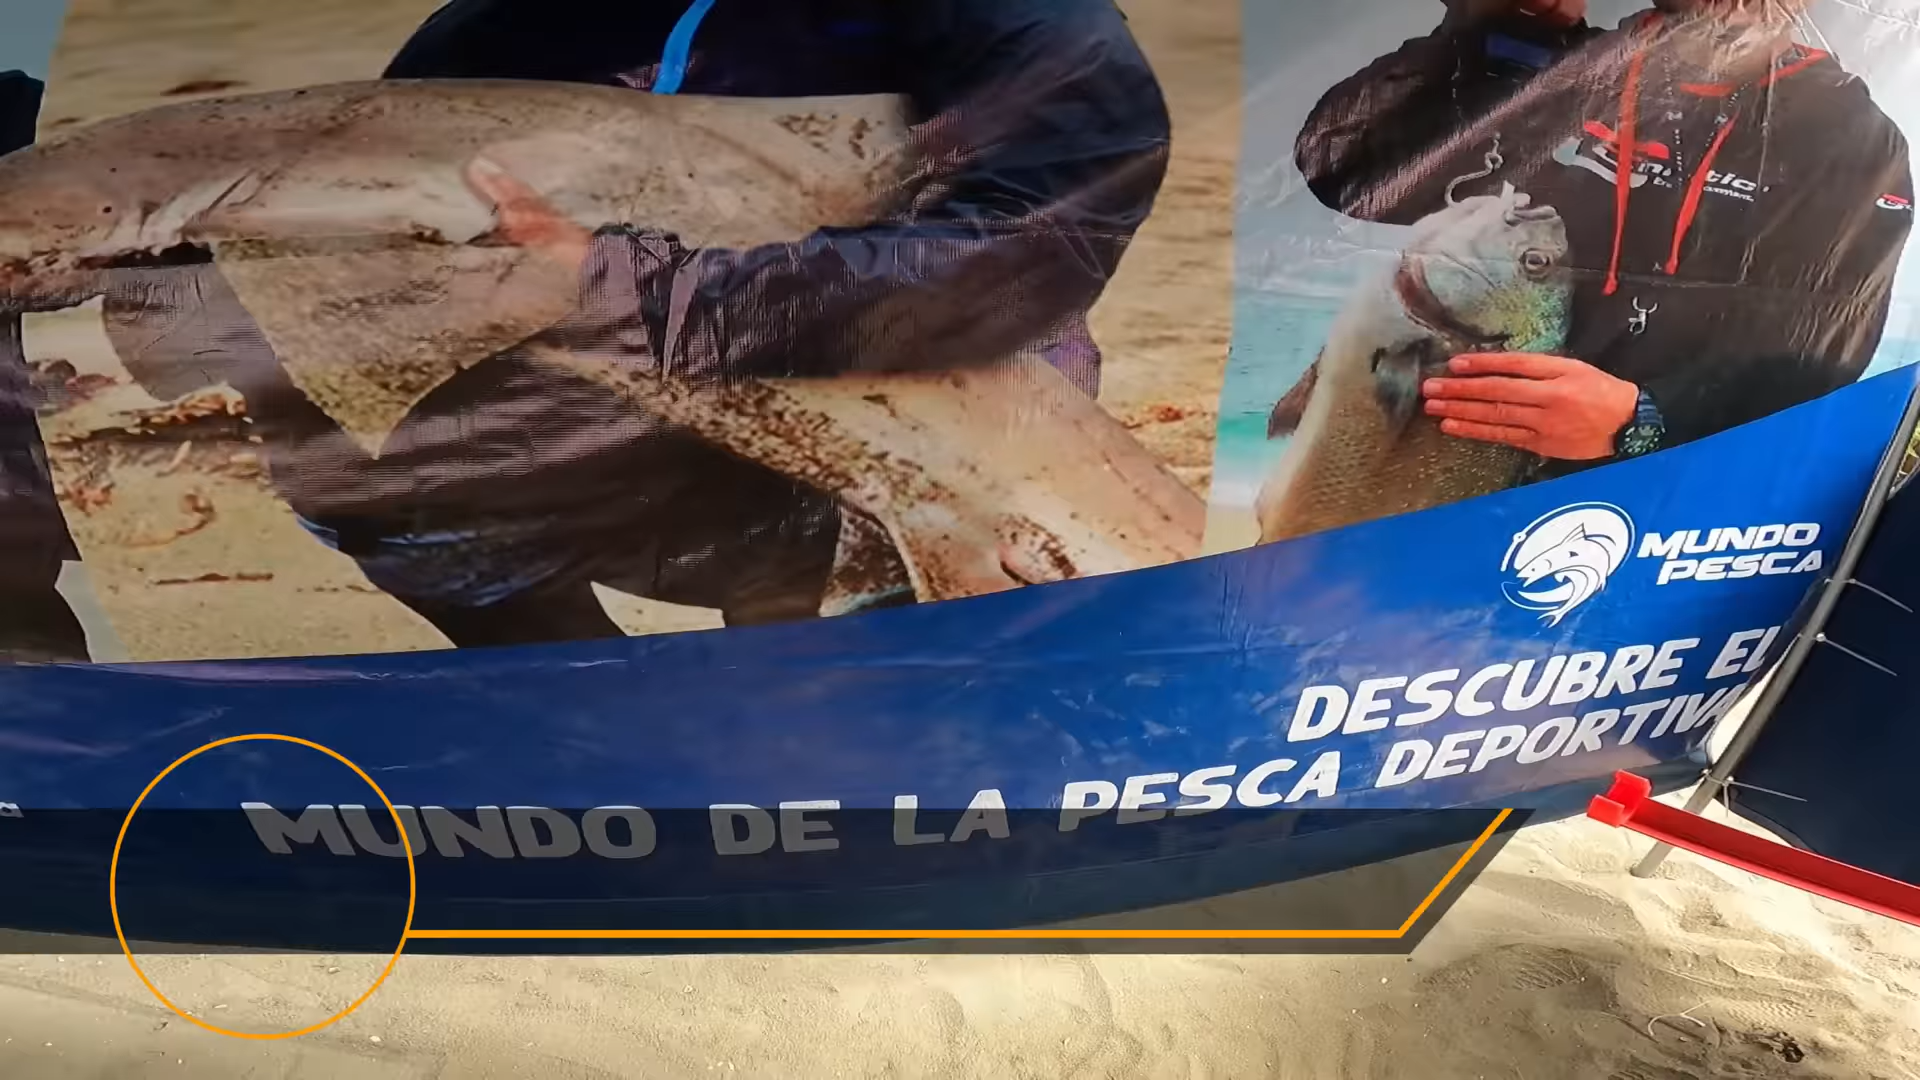 MUNDO
PESCA
DESCUBRE EL
MUNDO DE LA PESCA DEPORTIVA